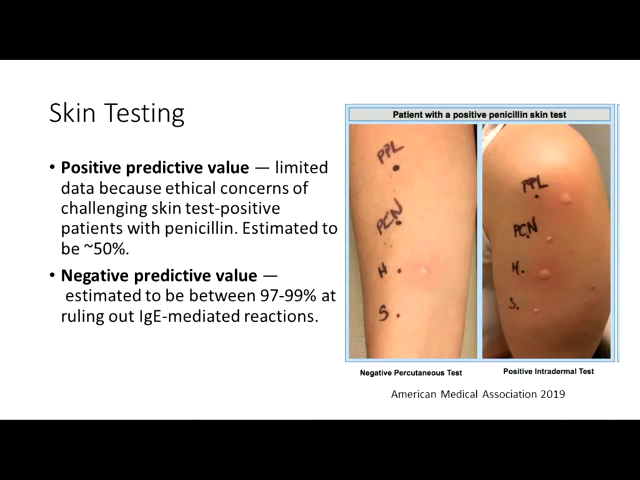 Skin Testing
• Positive predictive value — limited
data because ethical concerns of
challenging skin test-positive
patients with penicillin. Estimated to
be ~50%.
• Negative predictive value —
estimated to be between 97-99% at
ruling out IgE-mediated reactions.
Patient with a positive penicillin skin test
PPL
PCN
H
S
PPL
PCN
H.
S.
Negative Percutaneous Test
Positive Intradermal Test
American Medical Association 2019